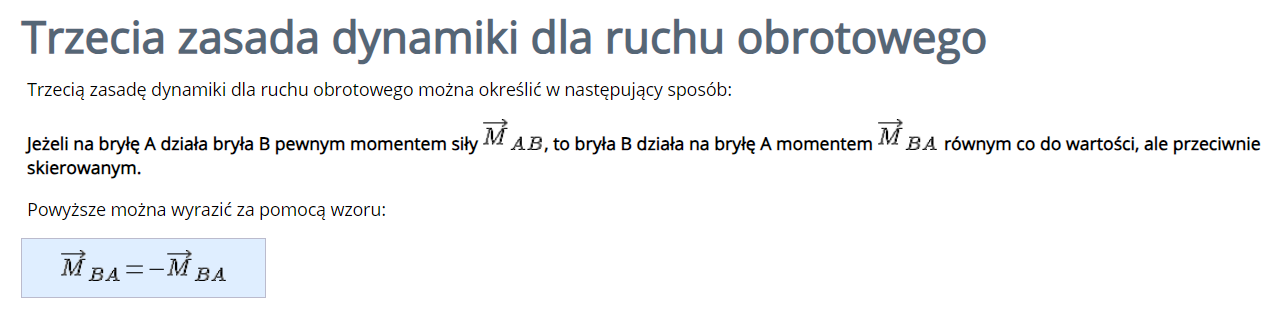 Trzecia zasada dynamiki dla ruchu obrotowego
Trzecią zasadę dynamiki dla ruchu obrotowego można określić w następujący sposób:
Jeżeli na bryłę A działa bryła B pewnym momentem siły $\overrightarrow{M}_{AB}$, to bryła B działa na bryłę A momentem $\overrightarrow{M}_{BA}$ równym co do wartości, ale przeciwnie
skierowanym.
Powyższe można wyrazić za pomocą wzoru:
$\overrightarrow{M}_{BA} = -\overrightarrow{M}_{BA}$